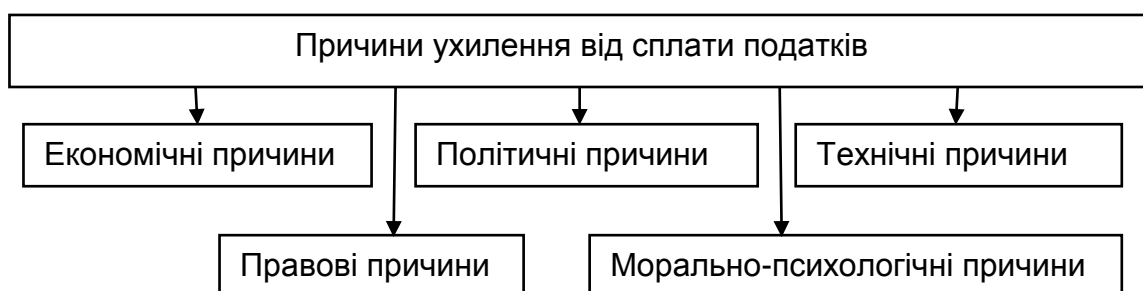 Причини ухилення від сплати податків
Економічні причини
Політичні причини
Технічні причини
Правові причини
Морально-психологічні причини